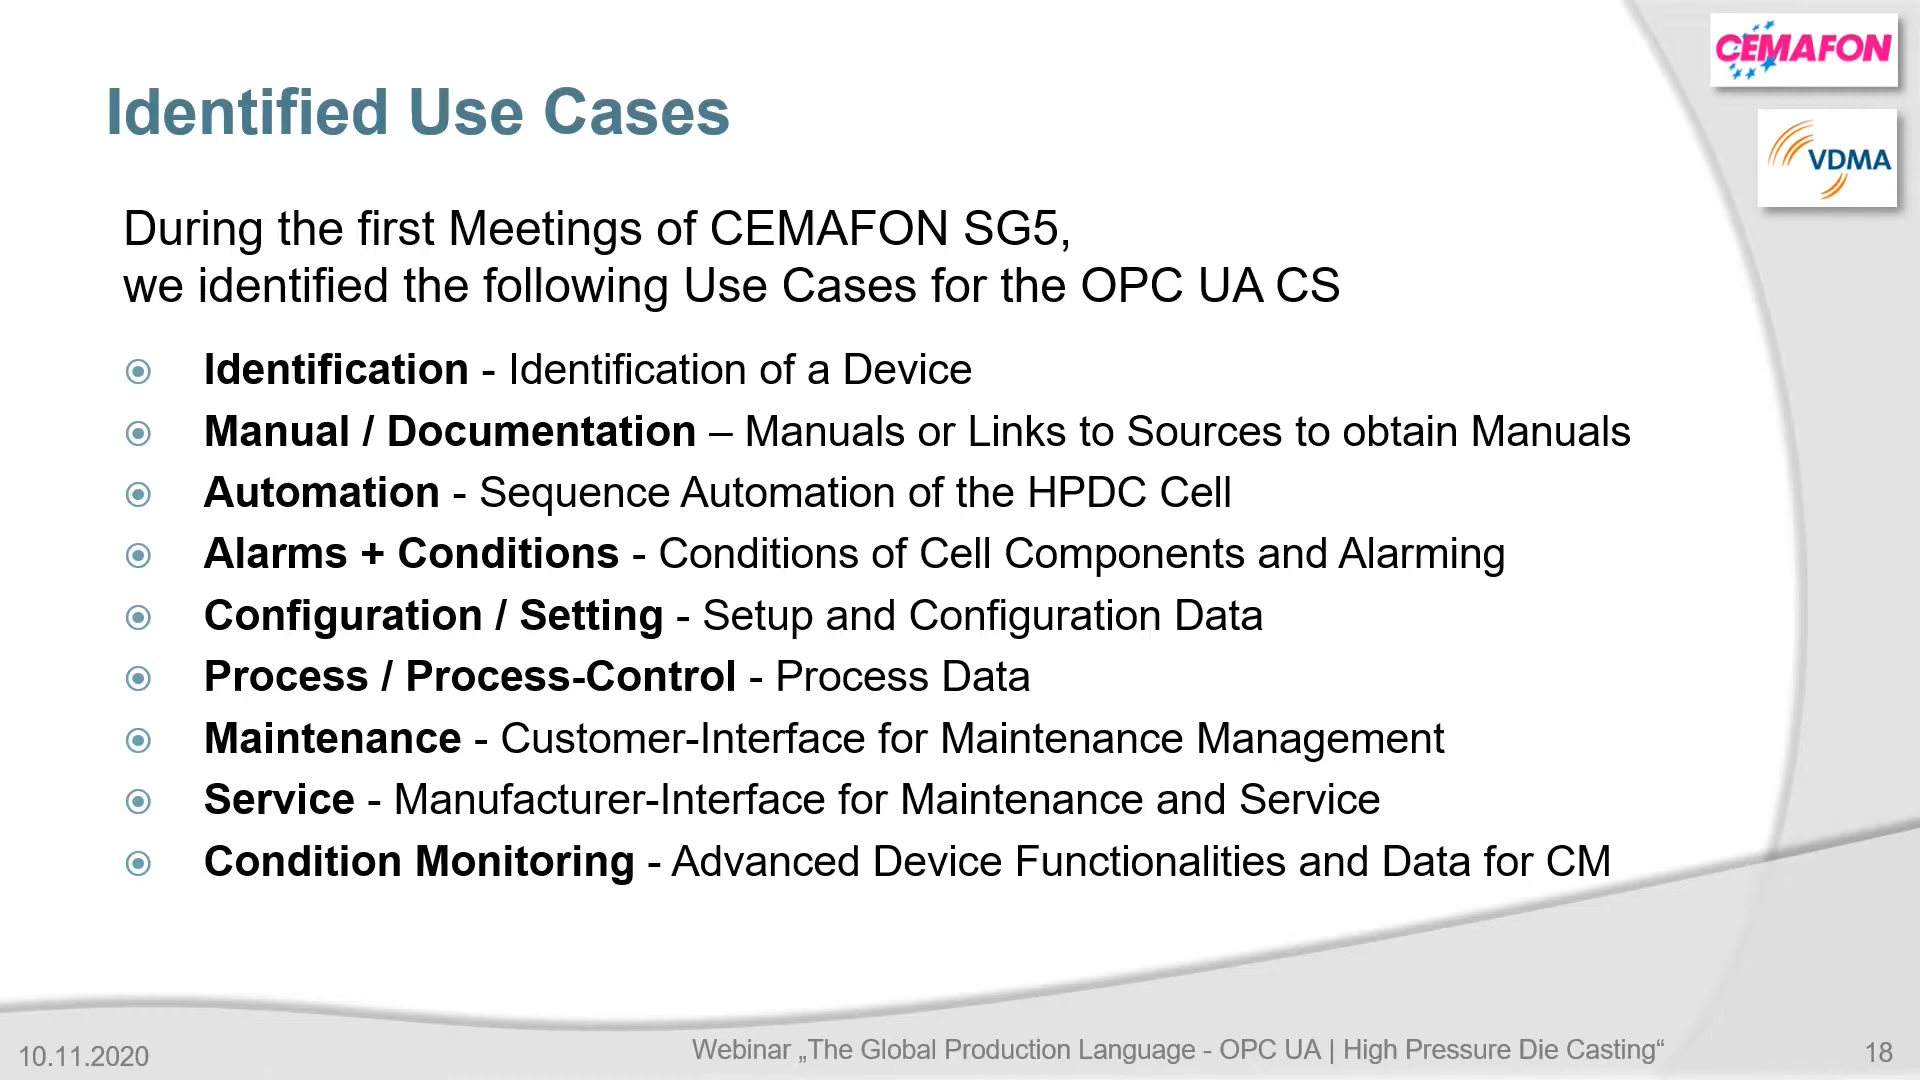 CEMAFON
VDMA
Identified Use Cases
During the first Meetings of CEMAFON SG5,
we identified the following Use Cases for the OPC UA CS
Identification - Identification of a Device
Manual / Documentation – Manuals or Links to Sources to obtain Manuals
Automation - Sequence Automation of the HPDC Cell
Alarms + Conditions - Conditions of Cell Components and Alarming
Configuration / Setting - Setup and Configuration Data
Process / Process-Control - Process Data
Maintenance - Customer-Interface for Maintenance Management
Service - Manufacturer-Interface for Maintenance and Service
Condition Monitoring - Advanced Device Functionalities and Data for CM
10.11.2020
Webinar „The Global Production Language - OPC UA | High Pressure Die Casting“
18